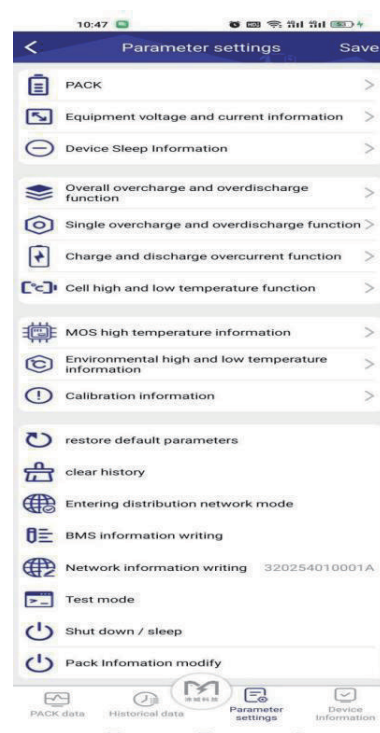 10:47
Parameter settings Save
PACK
Equipment voltage and current information
Device Sleep Information
Overall overcharge and overdischarge
function
Single overcharge and overdischarge function
Charge and discharge overcurrent function
Cell high and low temperature function
MOS high temperature information
Environmental high and low temperature
information
Calibration information
restore default parameters
clear history
Entering distribution network mode
BMS information writing
Network information writing 320254010001A
Test mode
Shut down / sleep
Pack Infomation modify
PACK data Historical data Parameter settings Device Information